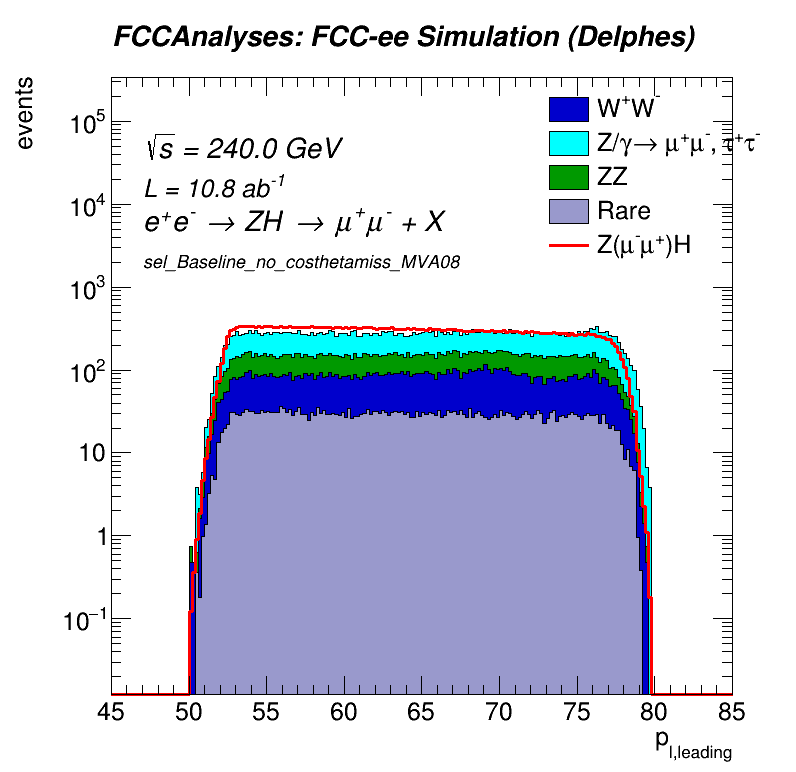 FCCAnalyses: FCC-ee Simulation (Delphes)
events
√s = 240.0 GeV
L = 10.8 ab⁻¹
e⁺e⁻ → ZH → μ⁺μ⁻ + X
sel_Baseline_no_costhetamiss_MVA08
W⁺W⁻
Z/γ→ μ⁺μ⁻, τ⁺τ⁻
ZZ
Rare
Z(μ⁻μ⁺)H
10⁵
10⁴
10³
10²
10
1
10⁻¹
45 50 55 60 65 70 75 80 85
p_l,leading